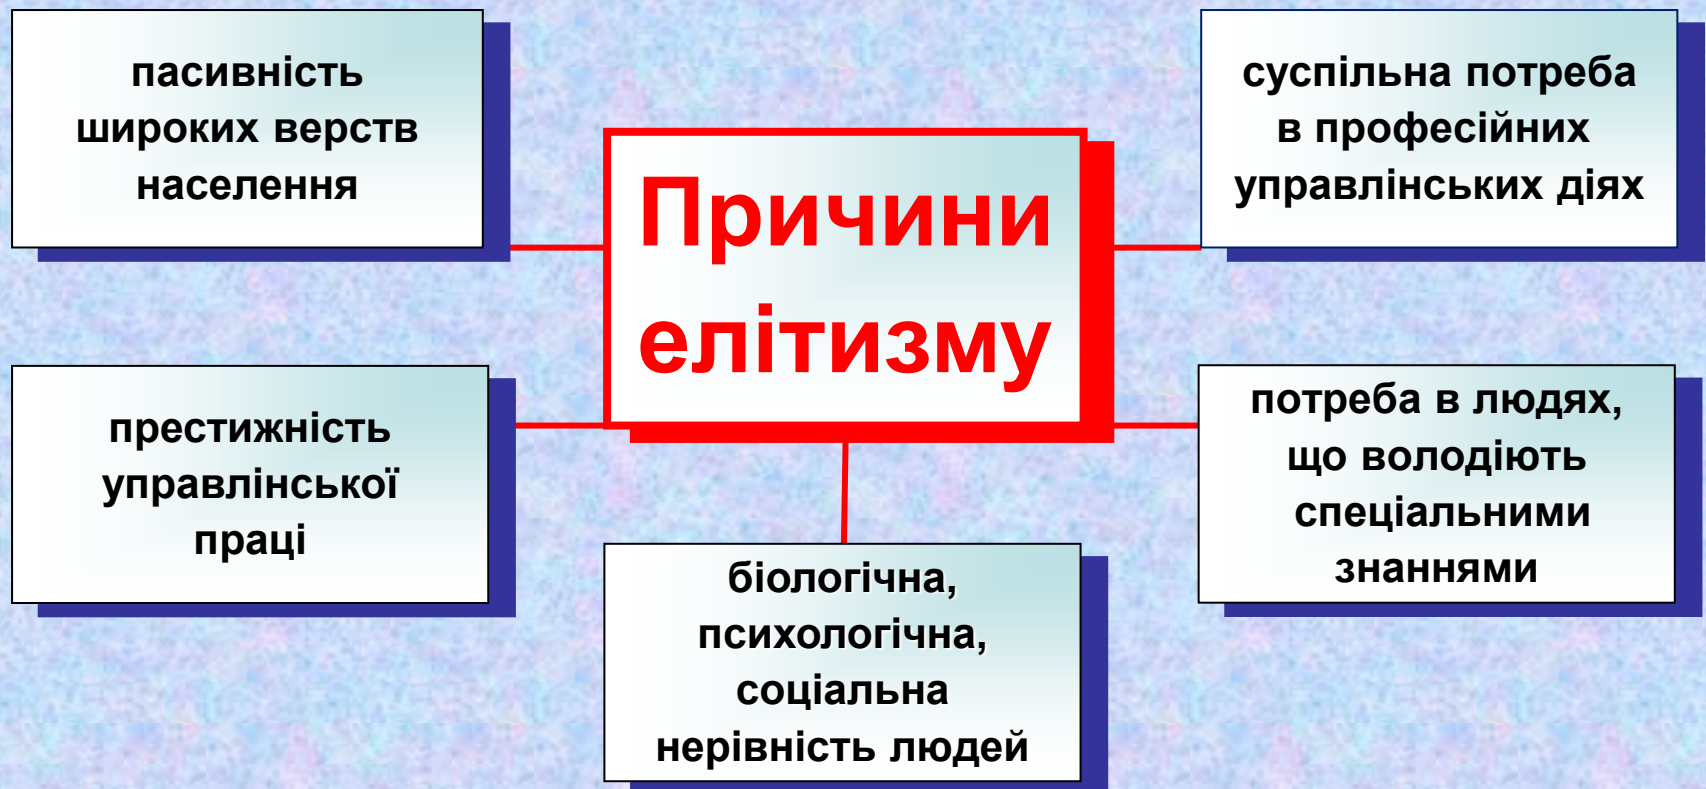 пасивність
широких верств
населення
Причини
елітизму
суспільна потреба
в професійних
управлінських діях
престижність
управлінської
праці
потреба в людях,
що володіють
спеціальними
знаннями
біологічна,
психологічна,
соціальна
нерівність людей